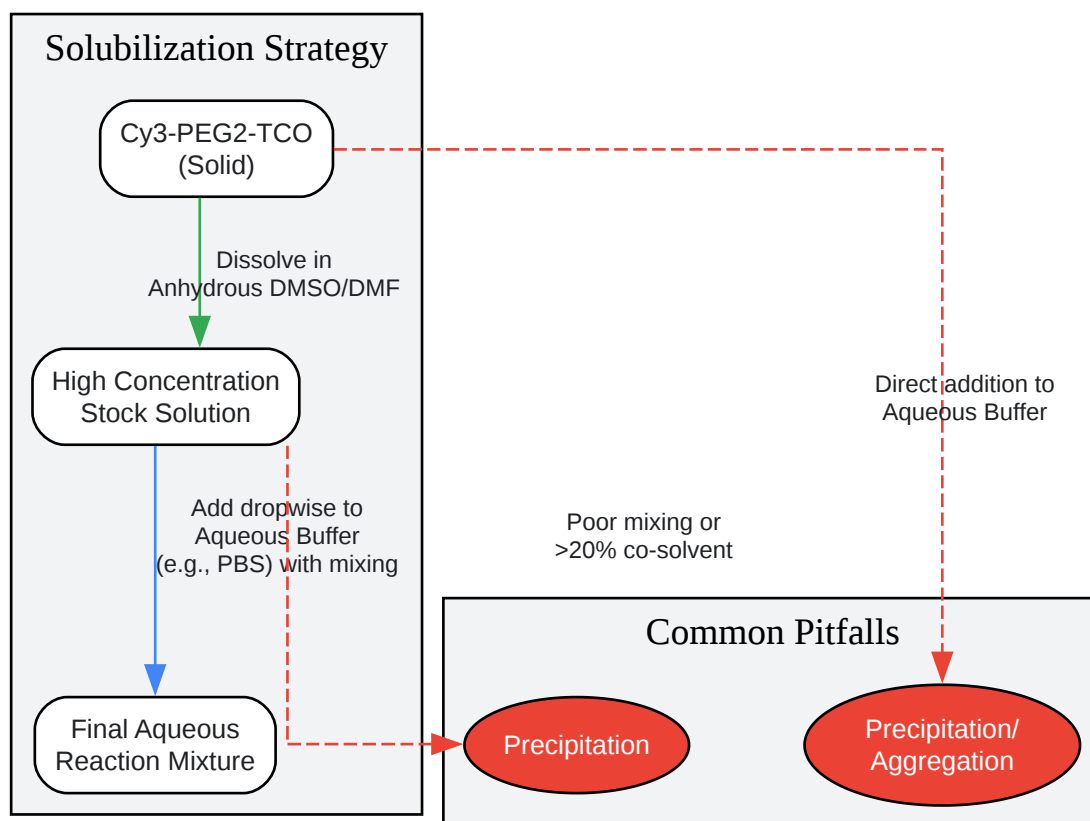 Solubilization Strategy
Cy3-PEG2-TCO
(Solid)
Dissolve in
Anhydrous DMSO/DMF
High Concentration
Stock Solution
Direct addition to
Aqueous Buffer
Add dropwise to
Aqueous Buffer
(e.g., PBS) with mixing
Poor mixing or
>20% co-solvent
Common Pitfalls
Final Aqueous
Reaction Mixture
Precipitation
Precipitation/
Aggregation